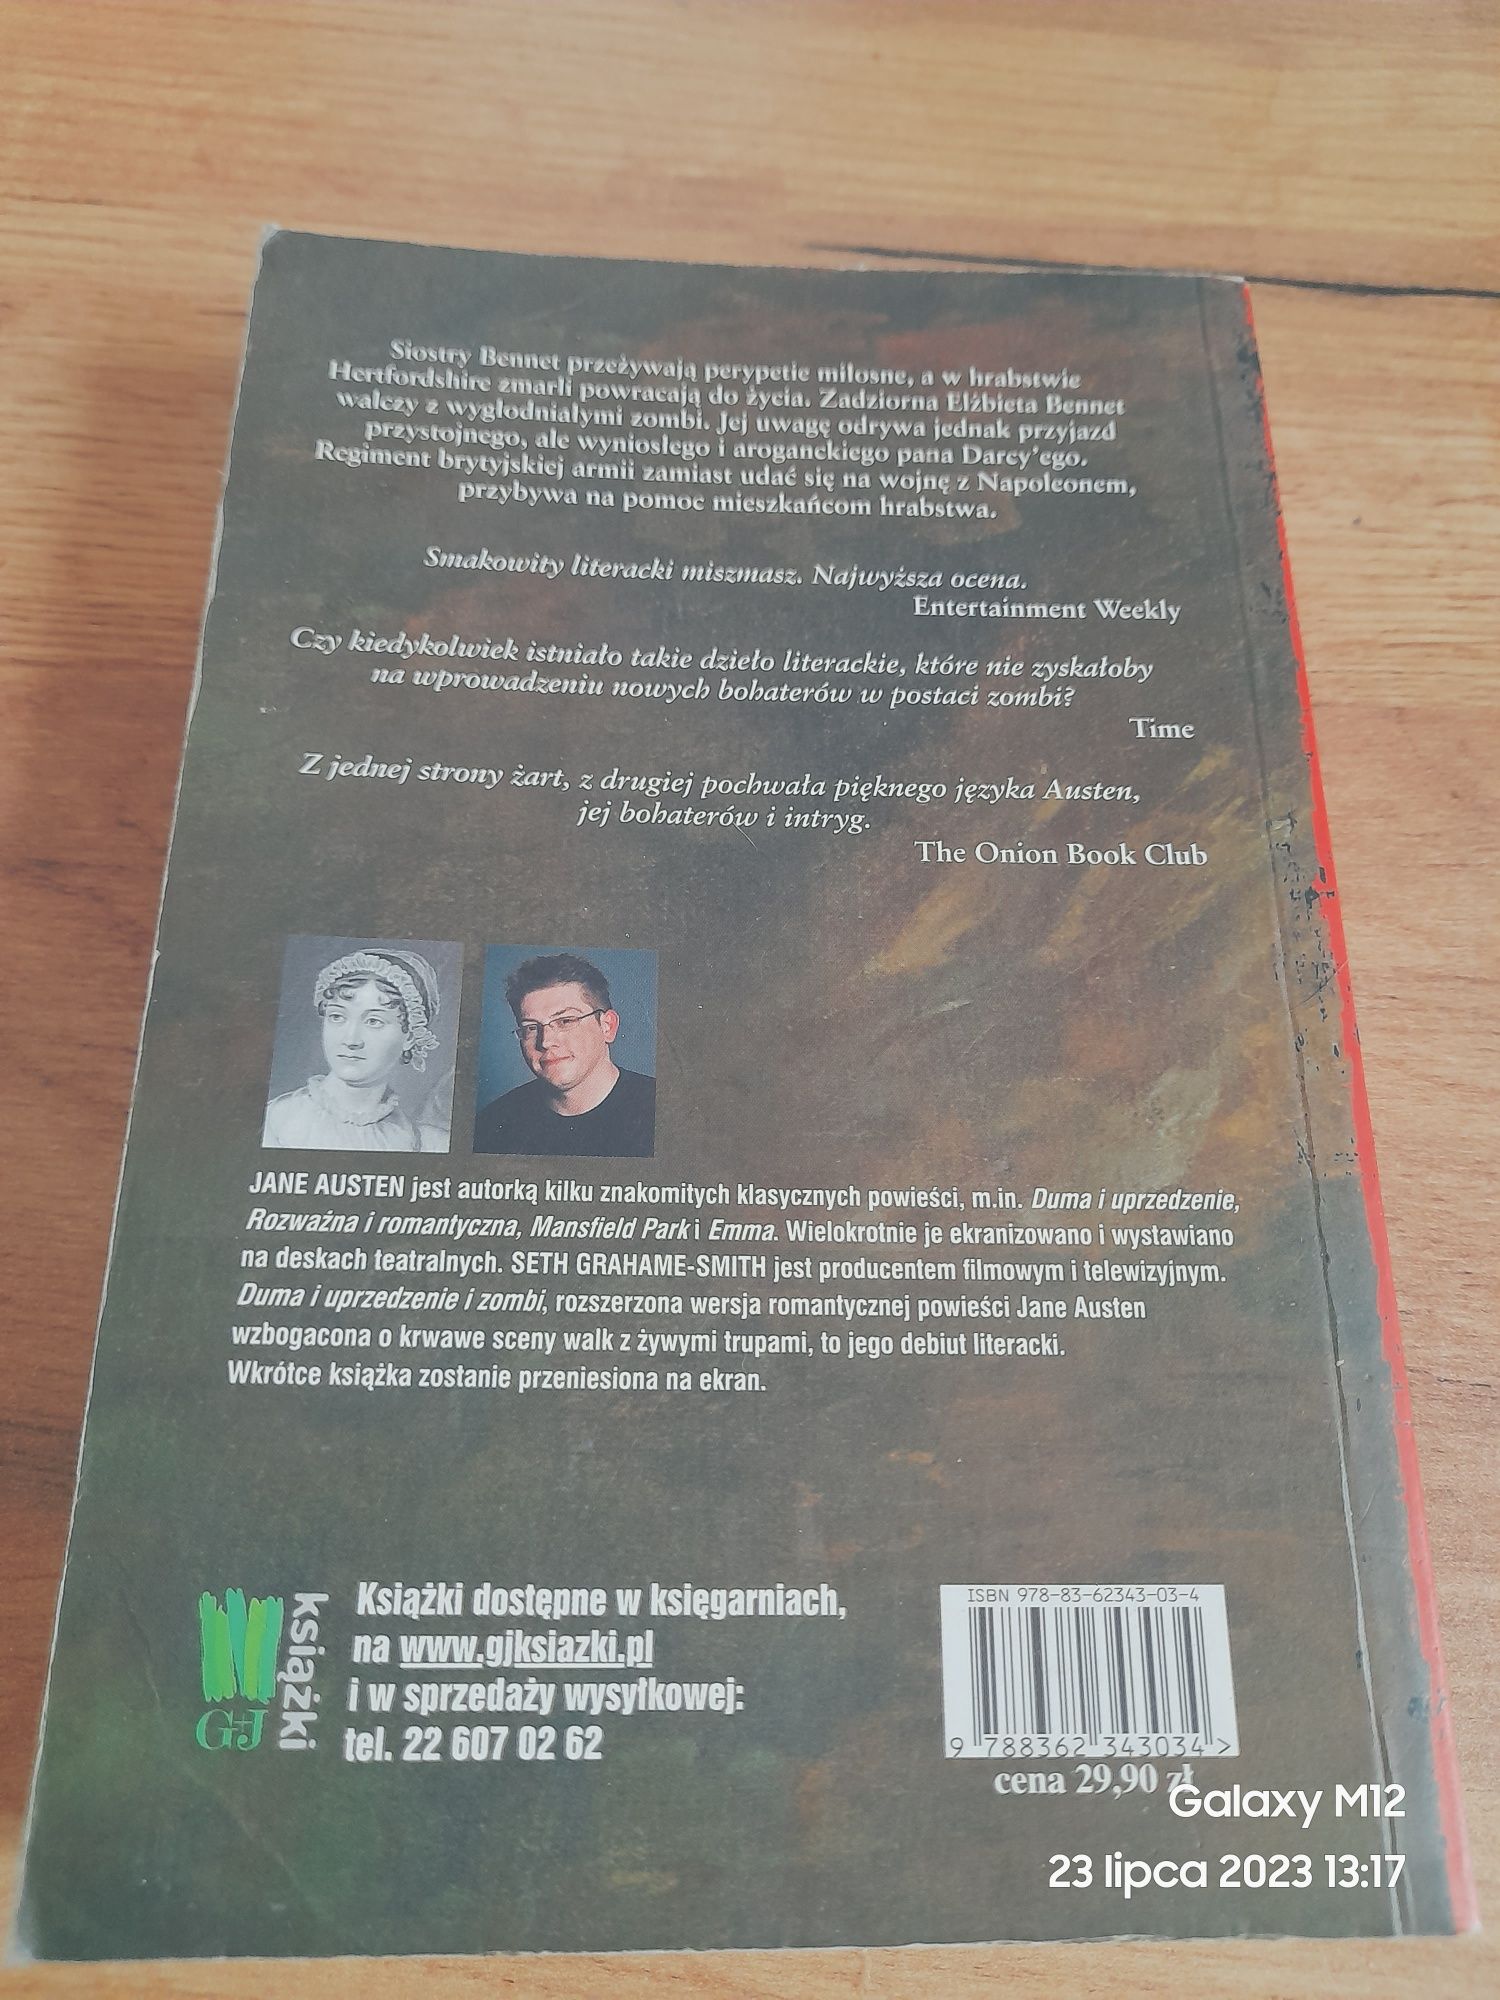 Siostry Bennet przeżywają perypetie miłosne, a w hrabstwie
Hertfordshire zmarli powracają do życia. Zadziorna Elżbieta Bennet
walczy z wygłodniałymi zombi. Jej uwagę odrywa jednak przyjazd
przystojnego, ale wyniosłego i aroganckiego pana Darcy'ego.
Regiment brytyjskiej armii zamiast udać się na wojnę z Napoleonem,
przybywa na pomoc mieszkańcom hrabstwa.
Smakowity literacki miszmasz. Najwyższa ocena.
Entertainment Weekly
Czy kiedykolwiek istniało takie dzieło literackie, które nie zyskałoby
na wprowadzeniu nowych bohaterów w postaci zombi?
Time
Z jednej strony żart, z drugiej pochwała pięknego języka Austen,
jej bohaterów i intryg.
The Onion Book Club
JANE AUSTEN jest autorką kilku znakomitych klasycznych powieści, m.in. Duma i uprzedzenie,
Rozważna i romantyczna, Mansfield Park i Emma. Wielokrotnie je ekranizowano i wystawiano
na deskach teatralnych. SETH GRAHAME-SMITH jest producentem filmowym i telewizyjnym.
Duma i uprzedzenie i zombi, rozszerzona wersja romantycznej powieści Jane Austen
wzbogacona o krwawe sceny walk z żywymi trupami, to jego debiut literacki.
Wkrótce książka zostanie przeniesiona na ekran.
G+J
książki
Książki dostępne w księgarniach,
na www.gjksiazki.pl
i w sprzedaży wysyłkowej:
tel. 22 607 02 62
ISBN 978-83-62343-03-4
9 788362 343034 >
cena 29,90 zł
Galaxy M12
23 lipca 2023 13:17